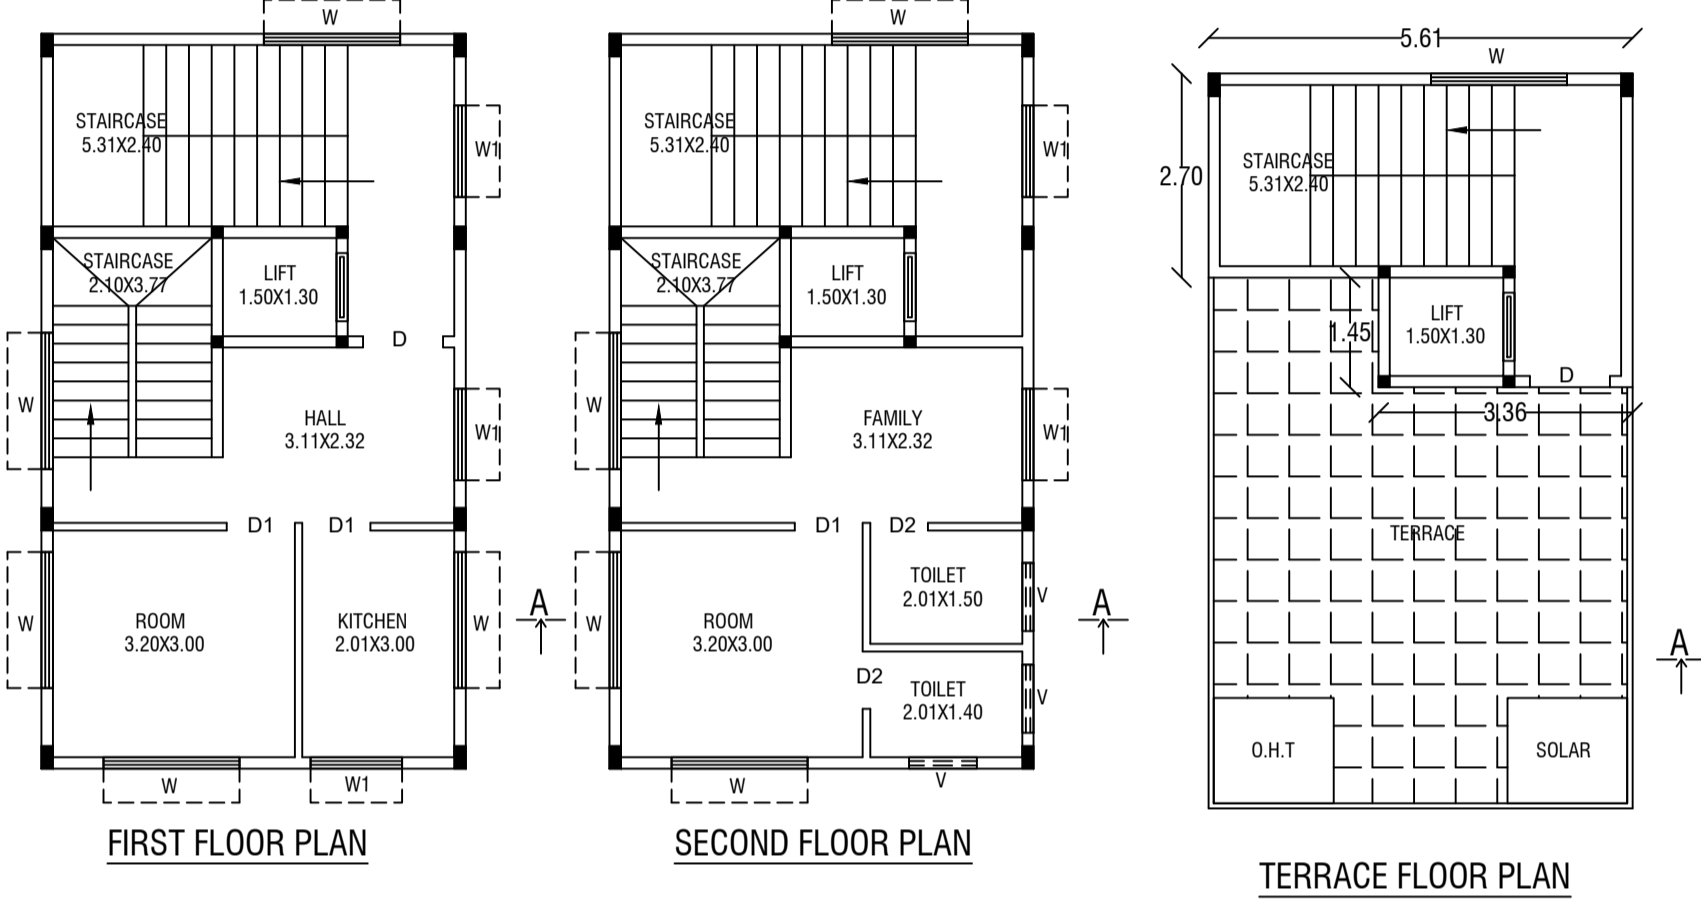 W
STAIRCASE
5.31X2.40
W1
STAIRCASE
2.10X3.77
LIFT
1.50X1.30
D
W
HALL
3.11X2.32
W1
D1
D1
W
ROOM
3.20X3.00
KITCHEN
2.01X3.00
W
A
W
W1
FIRST FLOOR PLAN
W
STAIRCASE
5.31X2.40
W1
STAIRCASE
2.10X3.77
LIFT
1.50X1.30
W
FAMILY
3.11X2.32
W1
D1
D2
TOILET
2.01X1.50
V
W
ROOM
3.20X3.00
A
D2
TOILET
2.01X1.40
V
W
V
SECOND FLOOR PLAN
5.61
W
2.70
STAIRCASE
5.31X2.40
1.45
LIFT
1.50X1.30
D
3.36
TERRACE
A
O.H.T
SOLAR
TERRACE FLOOR PLAN